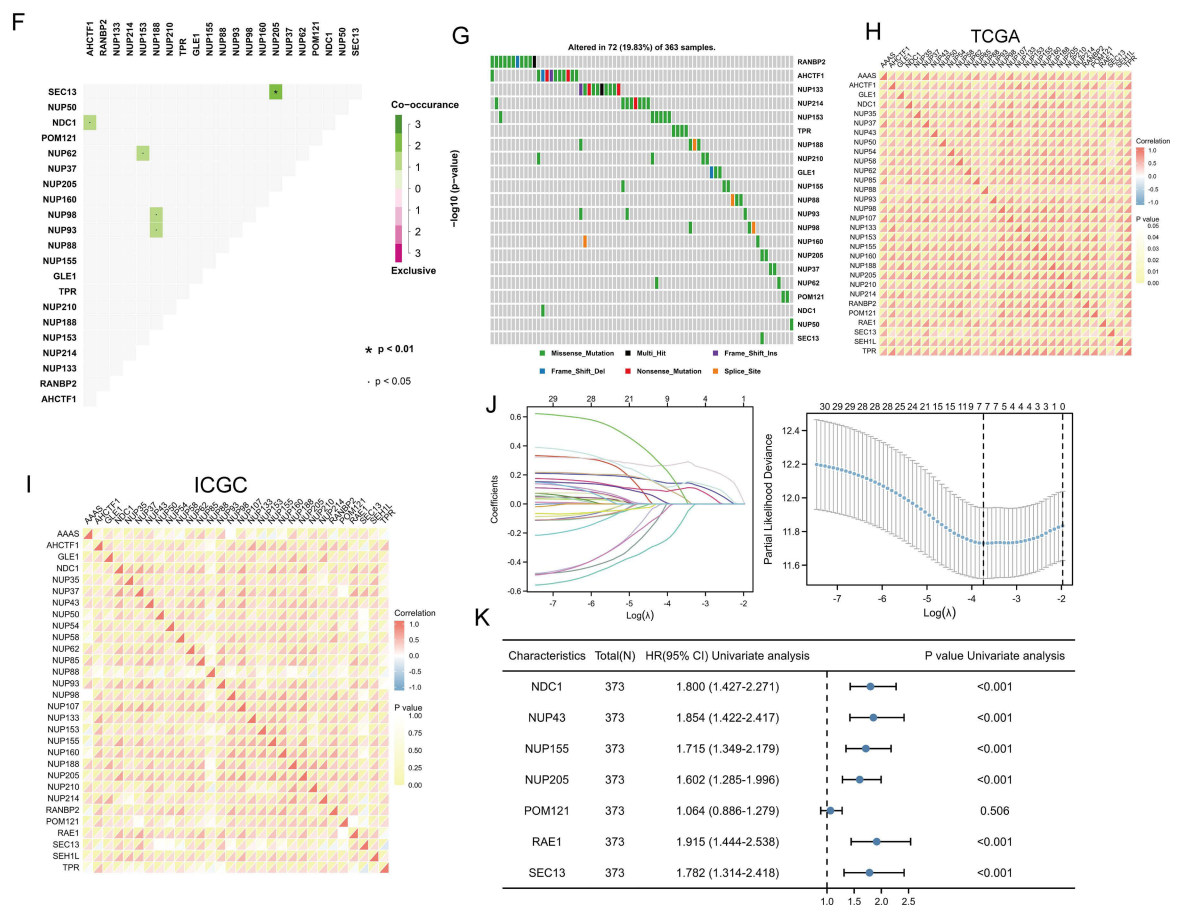 F
AHCTF1
RANBP2
NUP133
NUP214
NUP153
NUP188
NUP210
TPR
GLE1
NUP155
NUP88
NUP93
NUP98
NUP160
NUP205
NUP37
NUP62
POM121
NDC1
NUP50
SEC13
SEC13
NUP50
NDC1
POM121
NUP62
NUP37
NUP205
NUP160
NUP98
NUP93
NUP88
NUP155
GLE1
TPR
NUP210
NUP188
NUP153
NUP214
NUP133
RANBP2
AHCTF1
Co-occurance
3
2
1
0
1
2
3
Exclusive
-log10 (p-value)
* p < 0.01
· p < 0.05
G
Altered in 72 (19.83%) of 363 samples.
RANBP2
AHCTF1
NUP133
NUP214
NUP153
TPR
NUP188
NUP210
GLE1
NUP155
NUP88
NUP93
NUP98
NUP160
NUP205
NUP37
NUP62
POM121
NDC1
NUP50
SEC13
Missense_Mutation
Multi_Hit
Frame_Shift_Ins
Frame_Shift_Del
Nonsense_Mutation
Splice_Site
H
TCGA
AAAS
AHCTF1
GLE1
NDC1
NUP35
NUP37
NUP43
NUP50
NUP54
NUP58
NUP62
NUP85
NUP88
NUP93
NUP98
NUP107
NUP133
NUP153
NUP155
NUP160
NUP188
NUP205
NUP210
NUP214
RANBP2
POM121
RAE1
SEC13
SEH1L
TPR
Correlation
1.0
0.5
0.0
-0.5
-1.0
P value
0.05
0.04
0.03
0.02
0.01
0.00
I
ICGC
AAAS
AHCTF1
GLE1
NDC1
NUP35
NUP37
NUP43
NUP50
NUP54
NUP58
NUP62
NUP85
NUP88
NUP93
NUP98
NUP107
NUP133
NUP153
NUP155
NUP160
NUP188
NUP205
NUP210
NUP214
RANBP2
POM121
RAE1
SEC13
SEH1L
TPR
Correlation
1.0
0.5
0.0
-0.5
-1.0
P value
1.00
0.75
0.50
0.25
0.00
J
29 28 21 9 4 1
0.6
0.4
0.2
0.0
-0.2
-0.4
-0.6
Coefficients
-7 -6 -5 -4 -3 -2
Log(λ)
30 29 29 28 28 28 25 24 21 15 15 11 9 7 7 7 5 4 4 4 3 3 1 0
12.4
12.2
12.0
11.8
11.6
Partial Likelihood Deviance
-7 -6 -5 -4 -3 -2
Log(λ)
K
Characteristics Total(N) HR(95% CI) Univariate analysis P value Univariate analysis
NDC1 373 1.800 (1.427-2.271) <0.001
NUP43 373 1.854 (1.422-2.417) <0.001
NUP155 373 1.715 (1.349-2.179) <0.001
NUP205 373 1.602 (1.285-1.996) <0.001
POM121 373 1.064 (0.886-1.279) 0.506
RAE1 373 1.915 (1.444-2.538) <0.001
SEC13 373 1.782 (1.314-2.418) <0.001
1.0 1.5 2.0 2.5